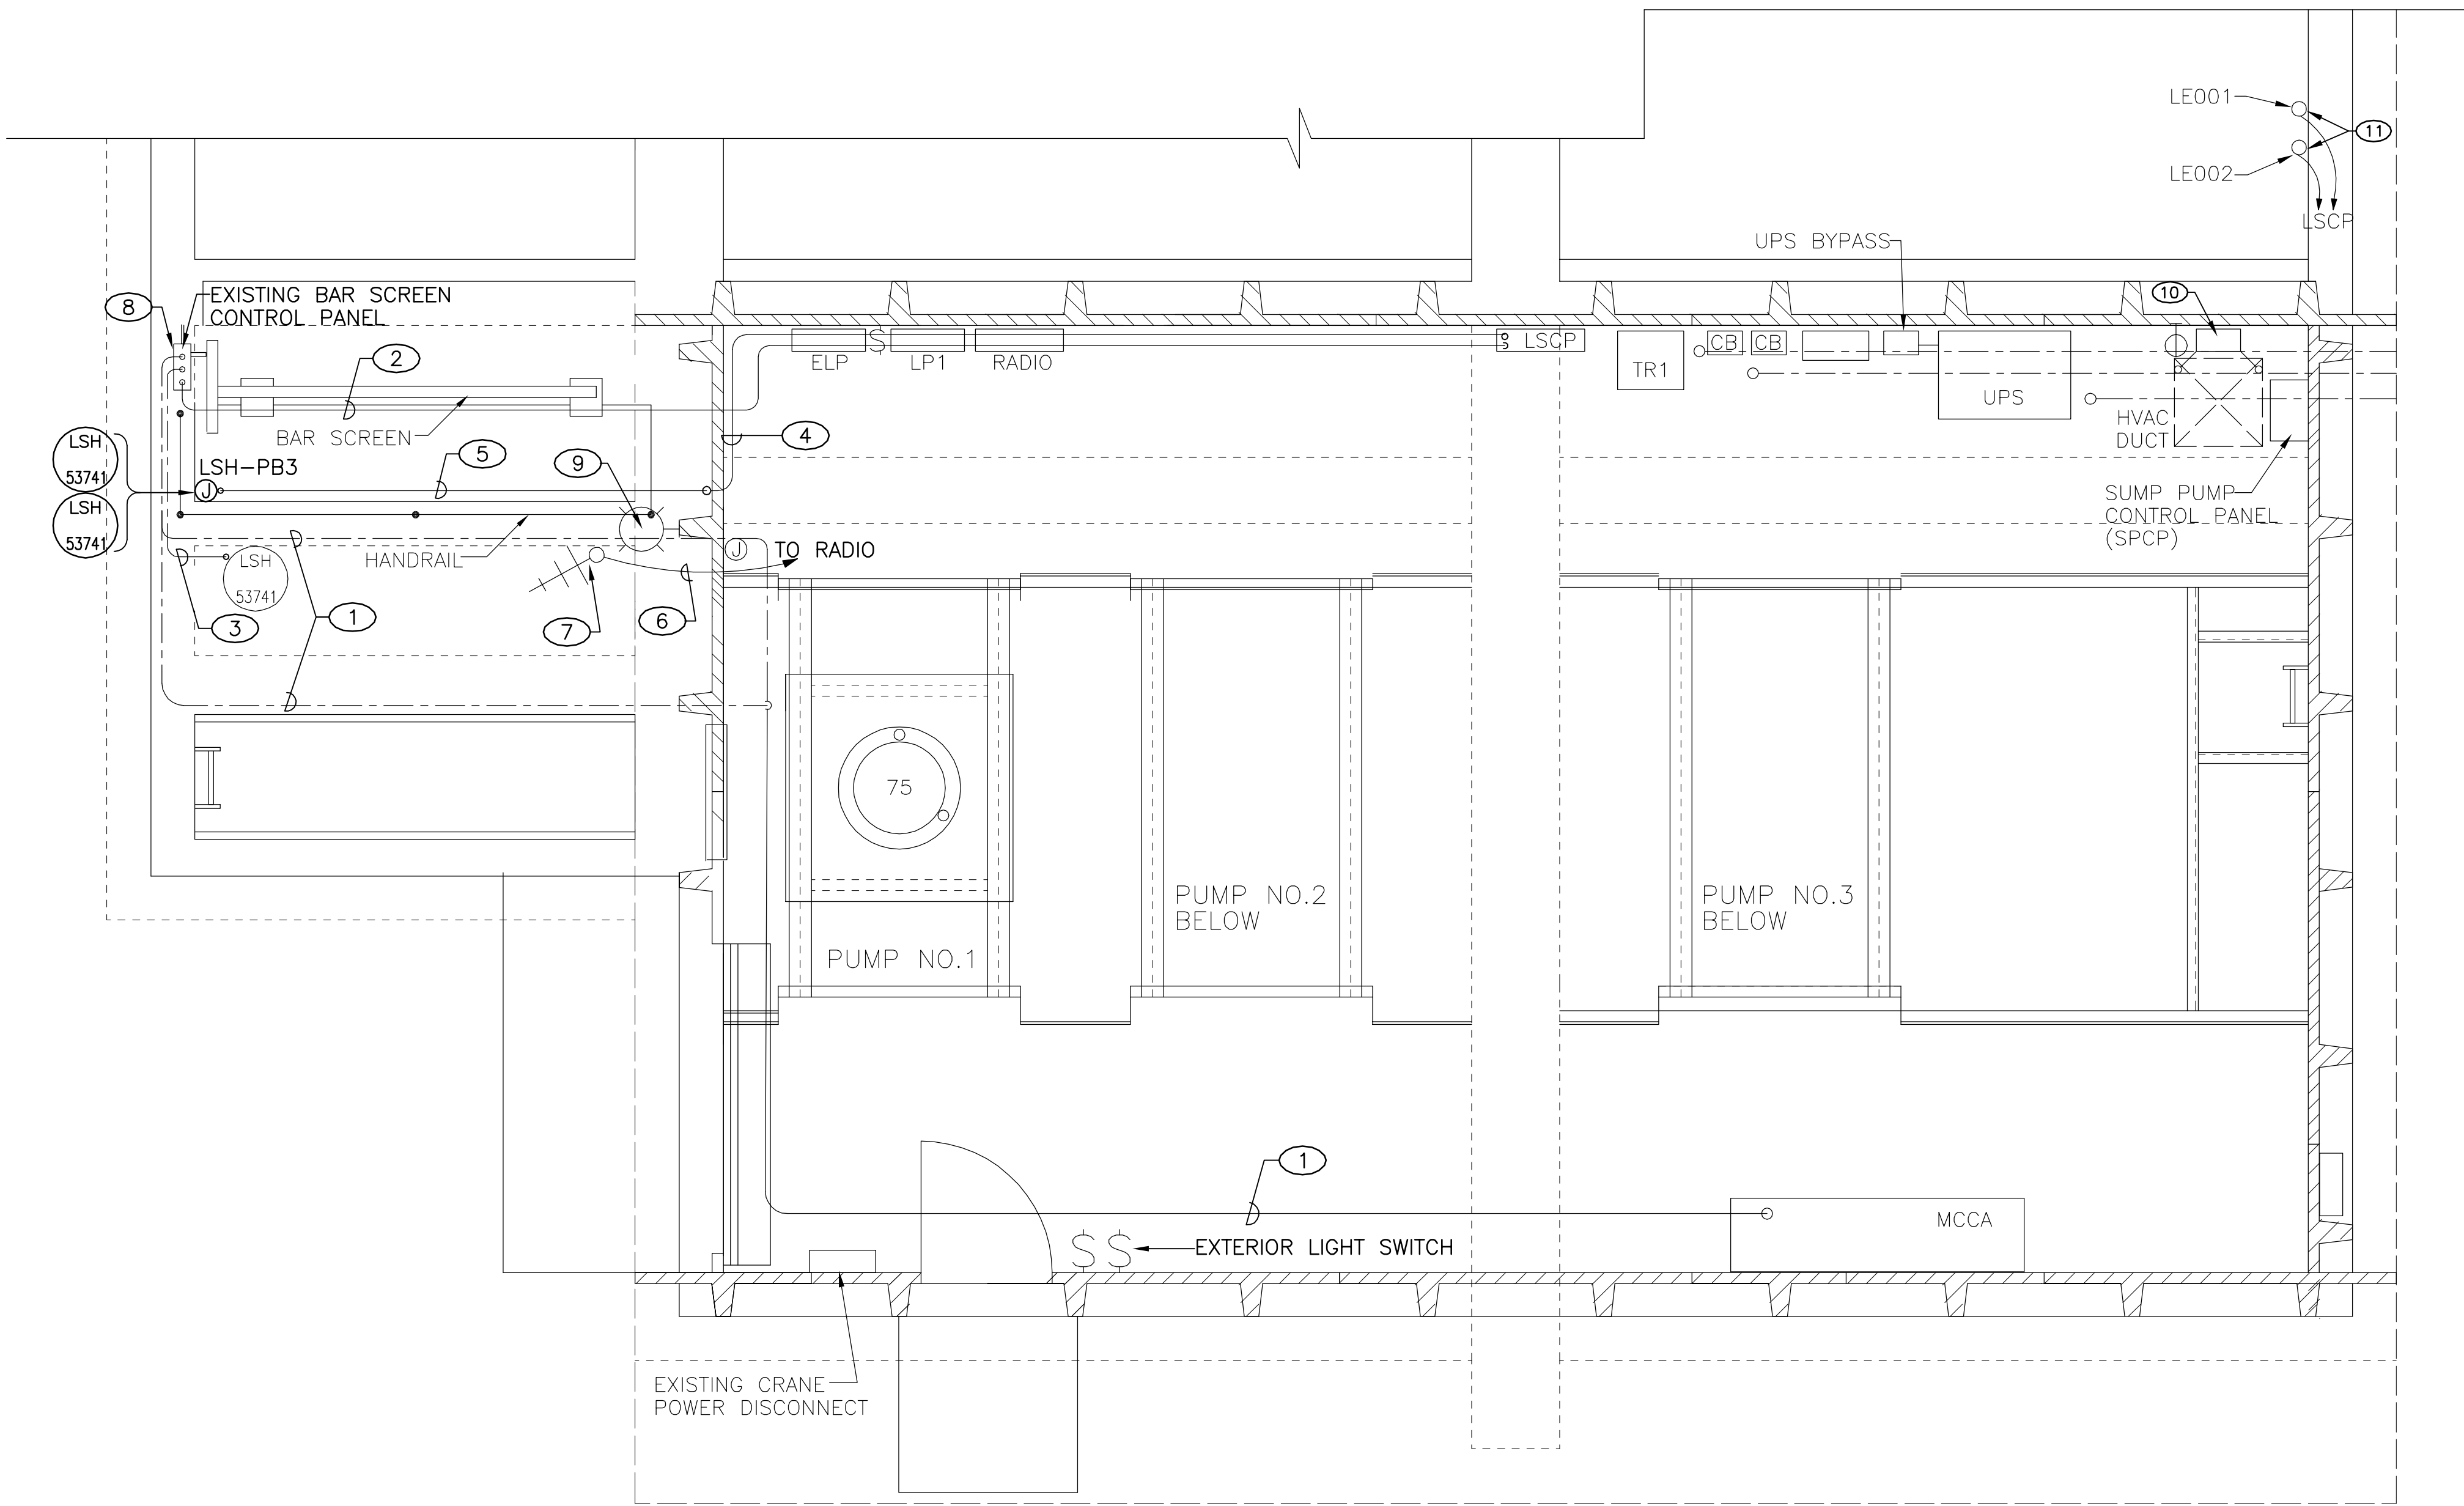 LE001
11
LE002
LSCP
UPS BYPASS
10
8
EXISTING BAR SCREEN
CONTROL PANEL
2
ELP
S
LP1
RADIO
LSCP
TR1
CB
CB
UPS
HVAC
DUCT
BAR SCREEN
4
LSH
53741
LSH-PB3
J
5
9
LSH
53741
SUMP PUMP
CONTROL PANEL
(SPCP)
HANDRAIL
J
TO RADIO
LSH
53741
3
1
7
6
75
PUMP NO.1
PUMP NO.2
BELOW
PUMP NO.3
BELOW
1
MCCA
S S
EXTERIOR LIGHT SWITCH
EXISTING CRANE
POWER DISCONNECT